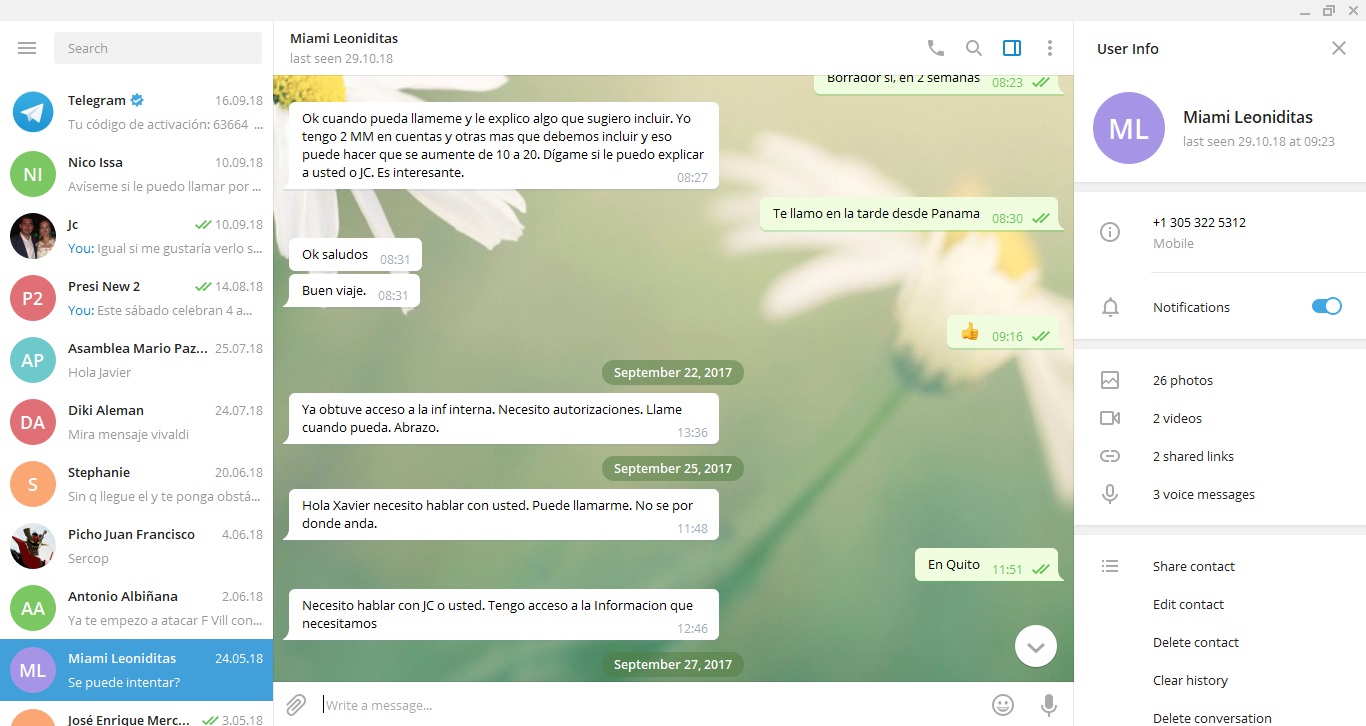 Search
Telegram 16.09.18
Tu código de activación: 63664 ...
NI
Nico Issa 10.09.18
Avíseme si le puedo llamar por ...
Jc 10.09.18
You: Igual si me gustaría verlo s...
P2
Presi New 2 14.08.18
You: Este sábado celebran 4 a...
AP
Asamblea Mario Paz... 25.07.18
Hola Javier
DA
Diki Aleman 24.07.18
Mira mensaje vivaldi
S
Stephanie 20.06.18
Sin q llegue el y te ponga obstá...
Picho Juan Francisco 4.06.18
Sercop
AA
Antonio Albiñana 2.06.18
Ya te empezo a atacar F Vill con...
ML
Miami Leoniditas 24.05.18
Se puede intentar?
José Enrique Merc... 3.05.18
Miami Leoniditas
last seen 29.10.18
Borrador si, en 2 semanas 08:23
Ok cuando pueda llameme y le explico algo que sugiero incluir. Yo
tengo 2 MM en cuentas y otras mas que debemos incluir y eso
puede hacer que se aumente de 10 a 20. Dígame si le puedo explicar
a usted o JC. Es interesante. 08:27
Te llamo en la tarde desde Panama 08:30
Ok saludos 08:31
Buen viaje. 08:31
09:16
September 22, 2017
Ya obtuve acceso a la inf interna. Necesito autorizaciones. Llame
cuando pueda. Abrazo. 13:36
September 25, 2017
Hola Xavier necesito hablar con usted. Puede llamarme. No se por
donde anda. 11:48
En Quito 11:51
Necesito hablar con JC o usted. Tengo acceso a la Informacion que
necesitamos 12:46
September 27, 2017
Write a message...
User Info
ML
Miami Leoniditas
last seen 29.10.18 at 09:23
+1 305 322 5312
Mobile
Notifications
26 photos
2 videos
2 shared links
3 voice messages
Share contact
Edit contact
Delete contact
Clear history
Delete conversation